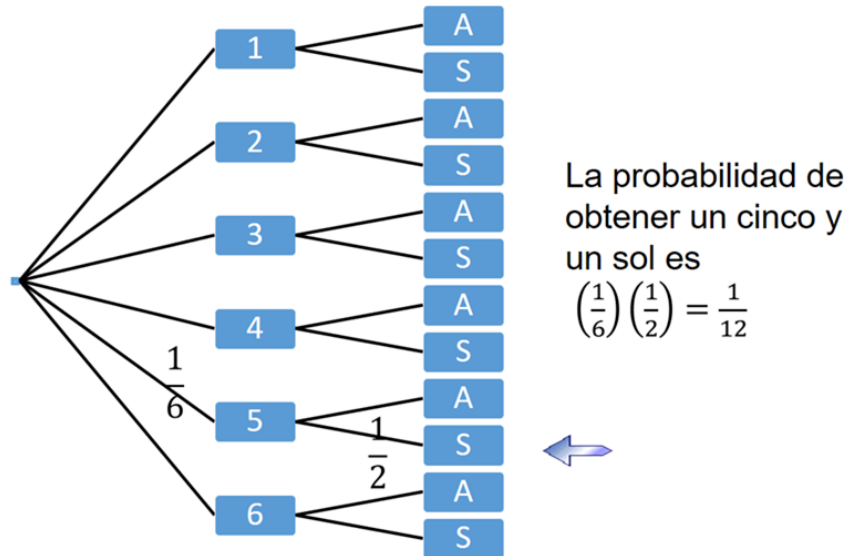 1
A
S
2
A
S
3
A
S
4
A
S
1/6
5
A
1/2
S
6
A
S
La probabilidad de
obtener un cinco y
un sol es
(1/6)(1/2) = 1/12